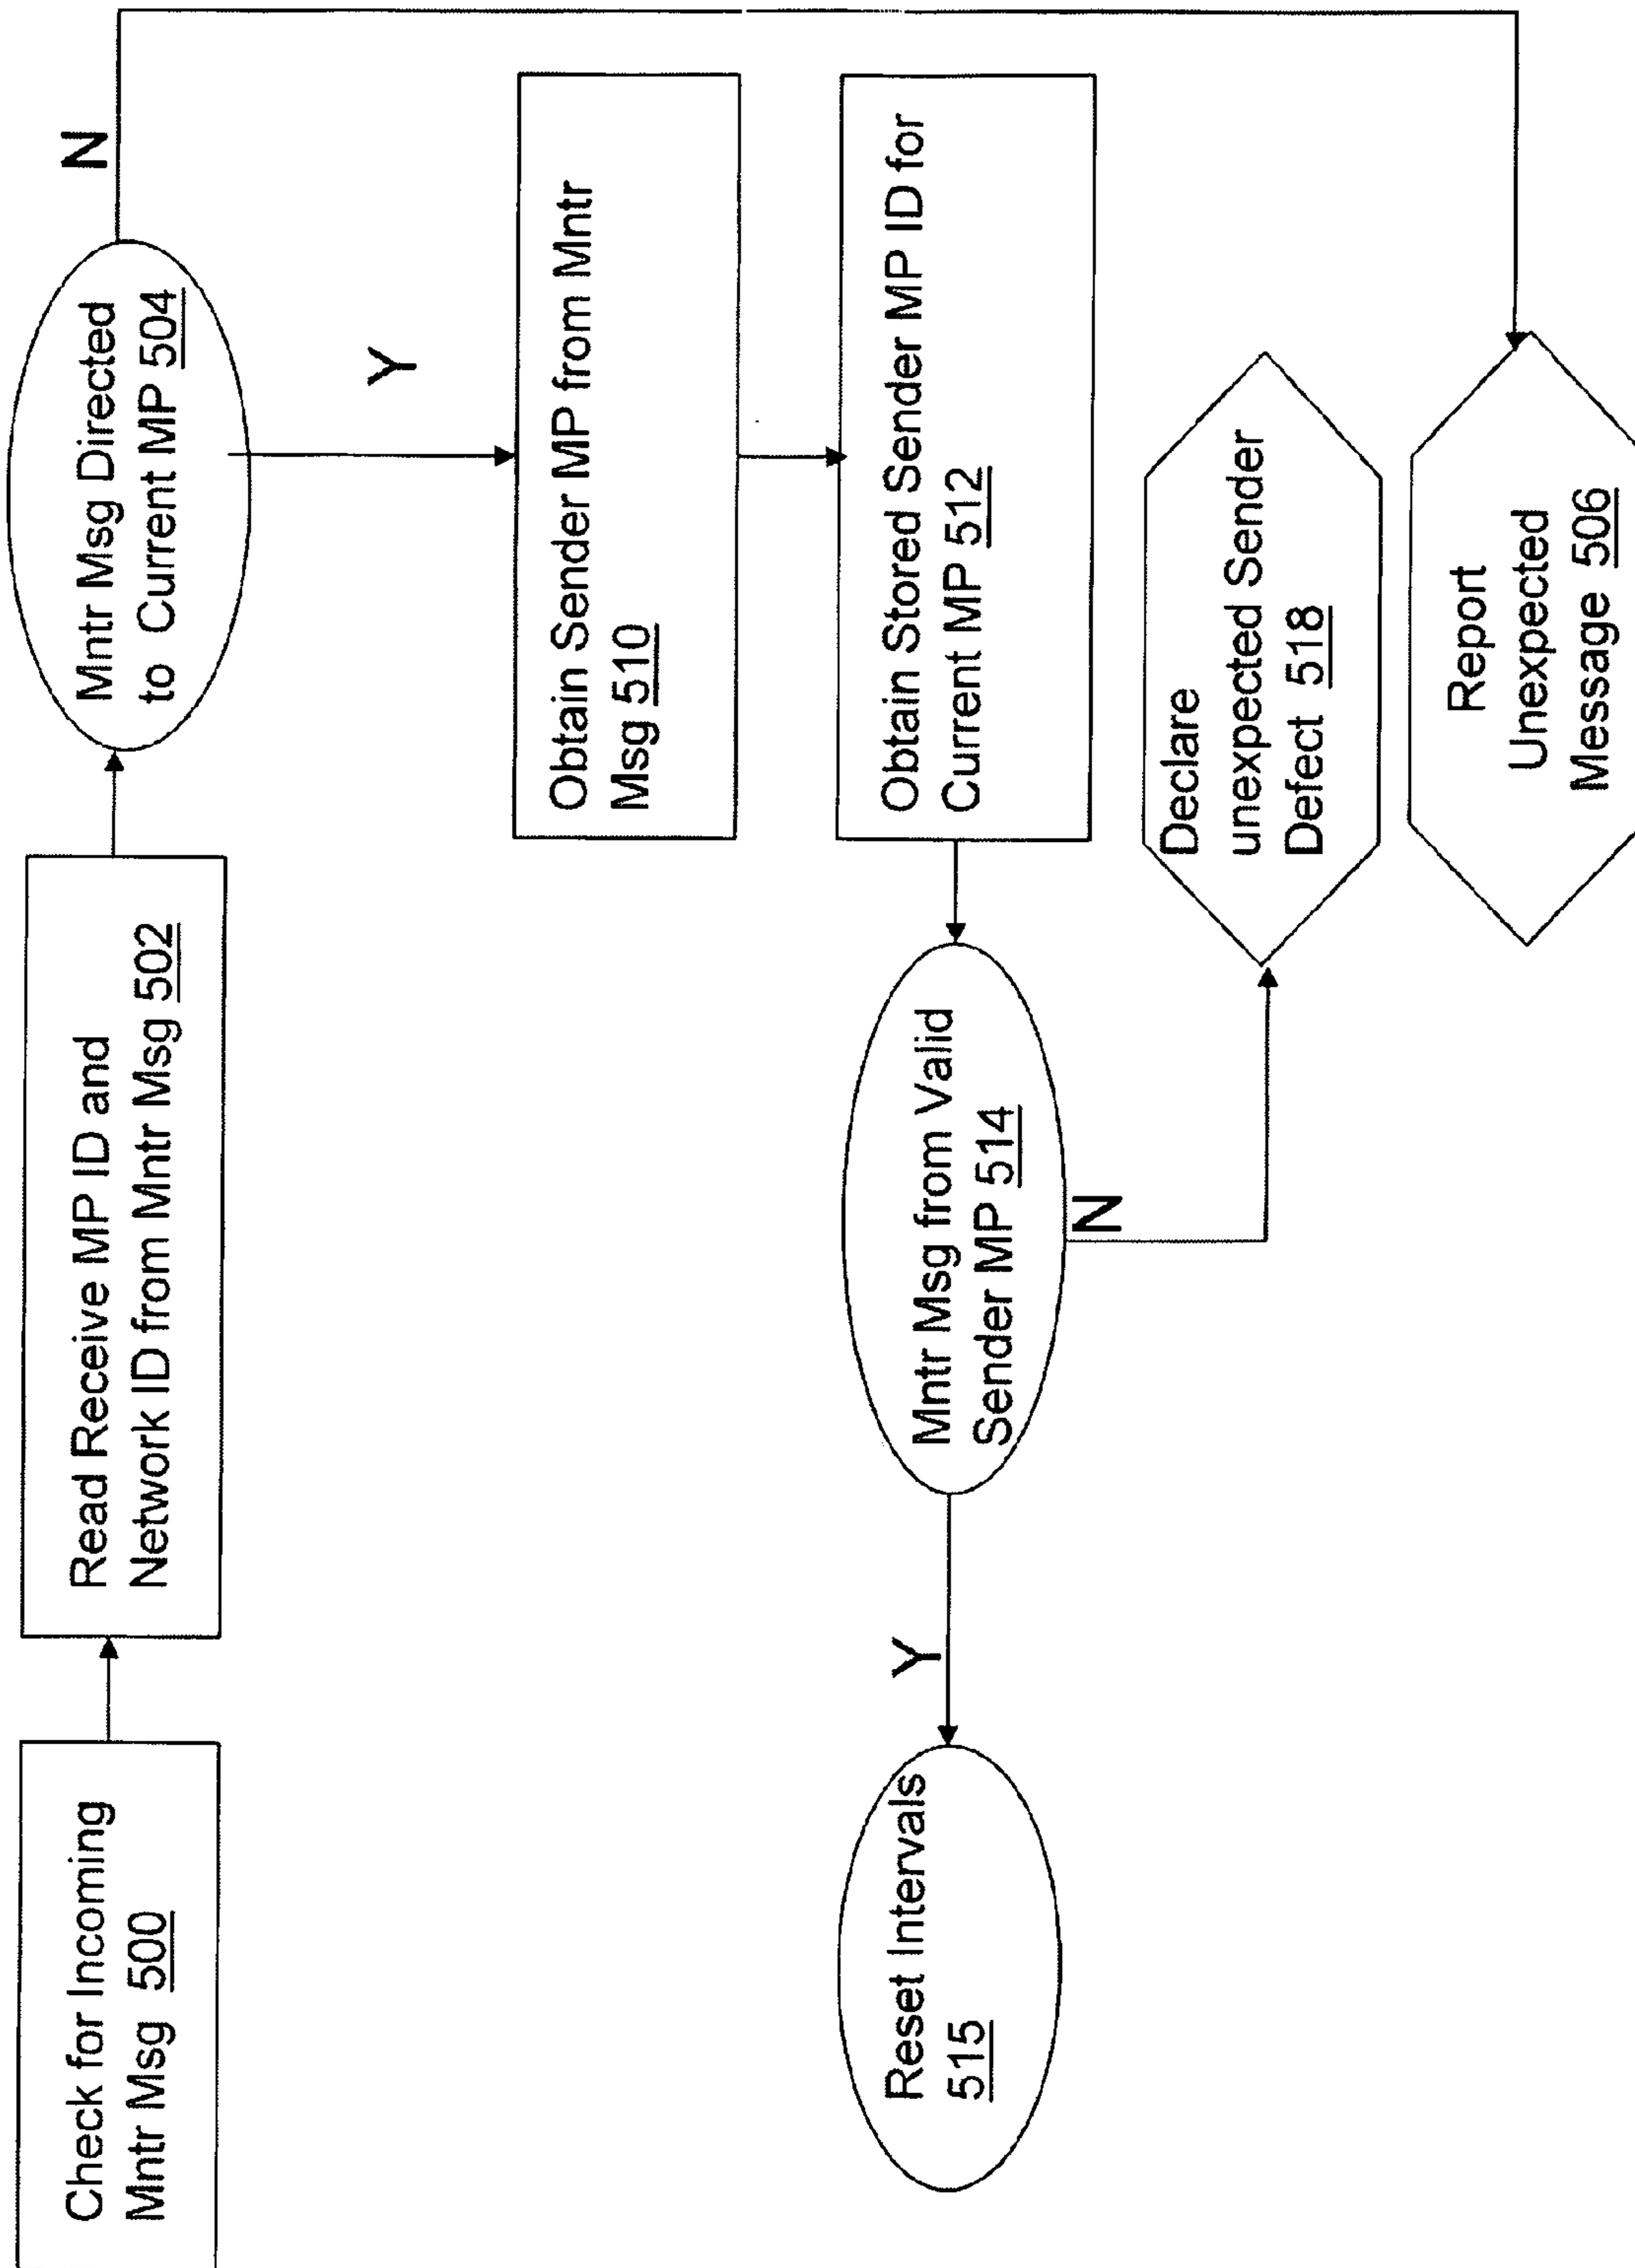 Check for Incoming
Mntr Msg 500
Read Receive MP ID and
Network ID from Mntr Msg 502
Mntr Msg Directed
to Current MP 504
N
Y
Obtain Sender MP from Mntr
Msg 510
Obtain Stored Sender MP ID for
Current MP 512
Mntr Msg from Valid
Sender MP 514
Y
N
Reset Intervals
515
Declare
unexpected Sender
Defect 518
Report
Unexpected
Message 506